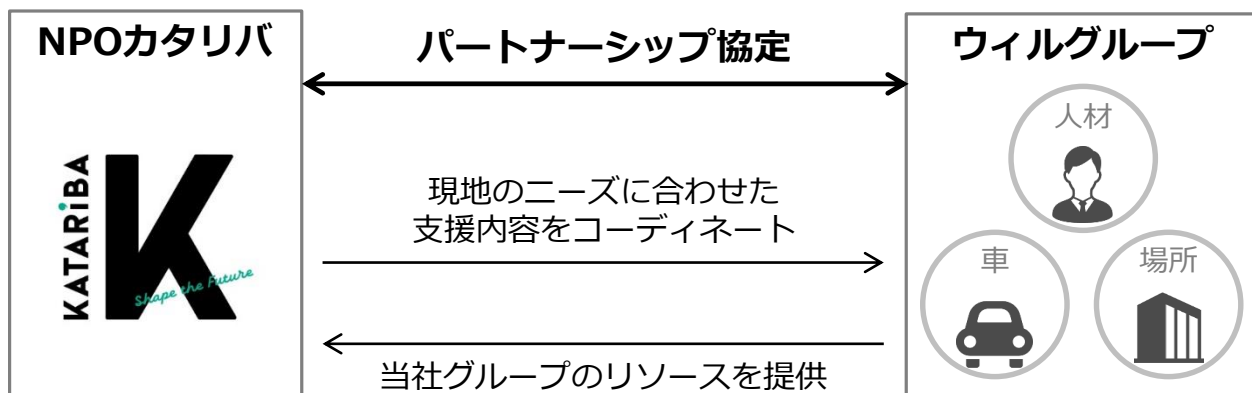 NPOカタリバ
パートナーシップ協定
ウィルグループ
KATARiBA
K
Shape the Future
現地のニーズに合わせた
支援内容をコーディネート
当社グループのリソースを提供
人材
車
場所